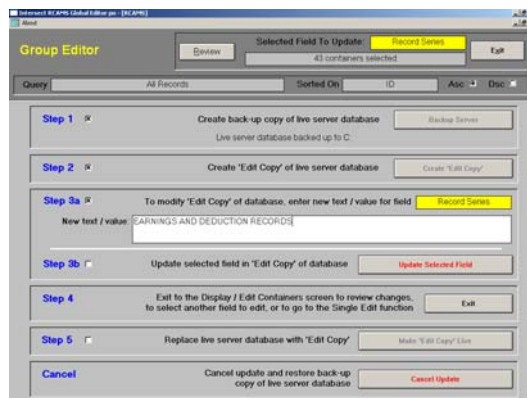 Intersect RCAMS Global Editor pn - [RCAMS]
About
Group Editor
Review
Selected Field To Update:
Record Series
43 containers selected
Exit
Query
All Records
Sorted On
ID
Asc
Dsc
Step 1
Create back-up copy of live server database
Backup Server
Live server database backed up to C:
Step 2
Create 'Edit Copy' of live server database
Create 'Edit Copy'
Step 3a
To modify 'Edit Copy' of database, enter new text / value for field
Record Series
New text / value:
EARNINGS AND DEDUCTION RECORDS
Step 3b
Update selected field in 'Edit Copy' of database
Update Selected Field
Step 4
Exit to the Display / Edit Containers screen to review changes,
to select another field to edit, or to go to the Single Edit function
Exit
Step 5
Replace live server database with 'Edit Copy'
Make 'Edit Copy' Live
Cancel
Cancel update and restore back-up
copy of live server database
Cancel Update